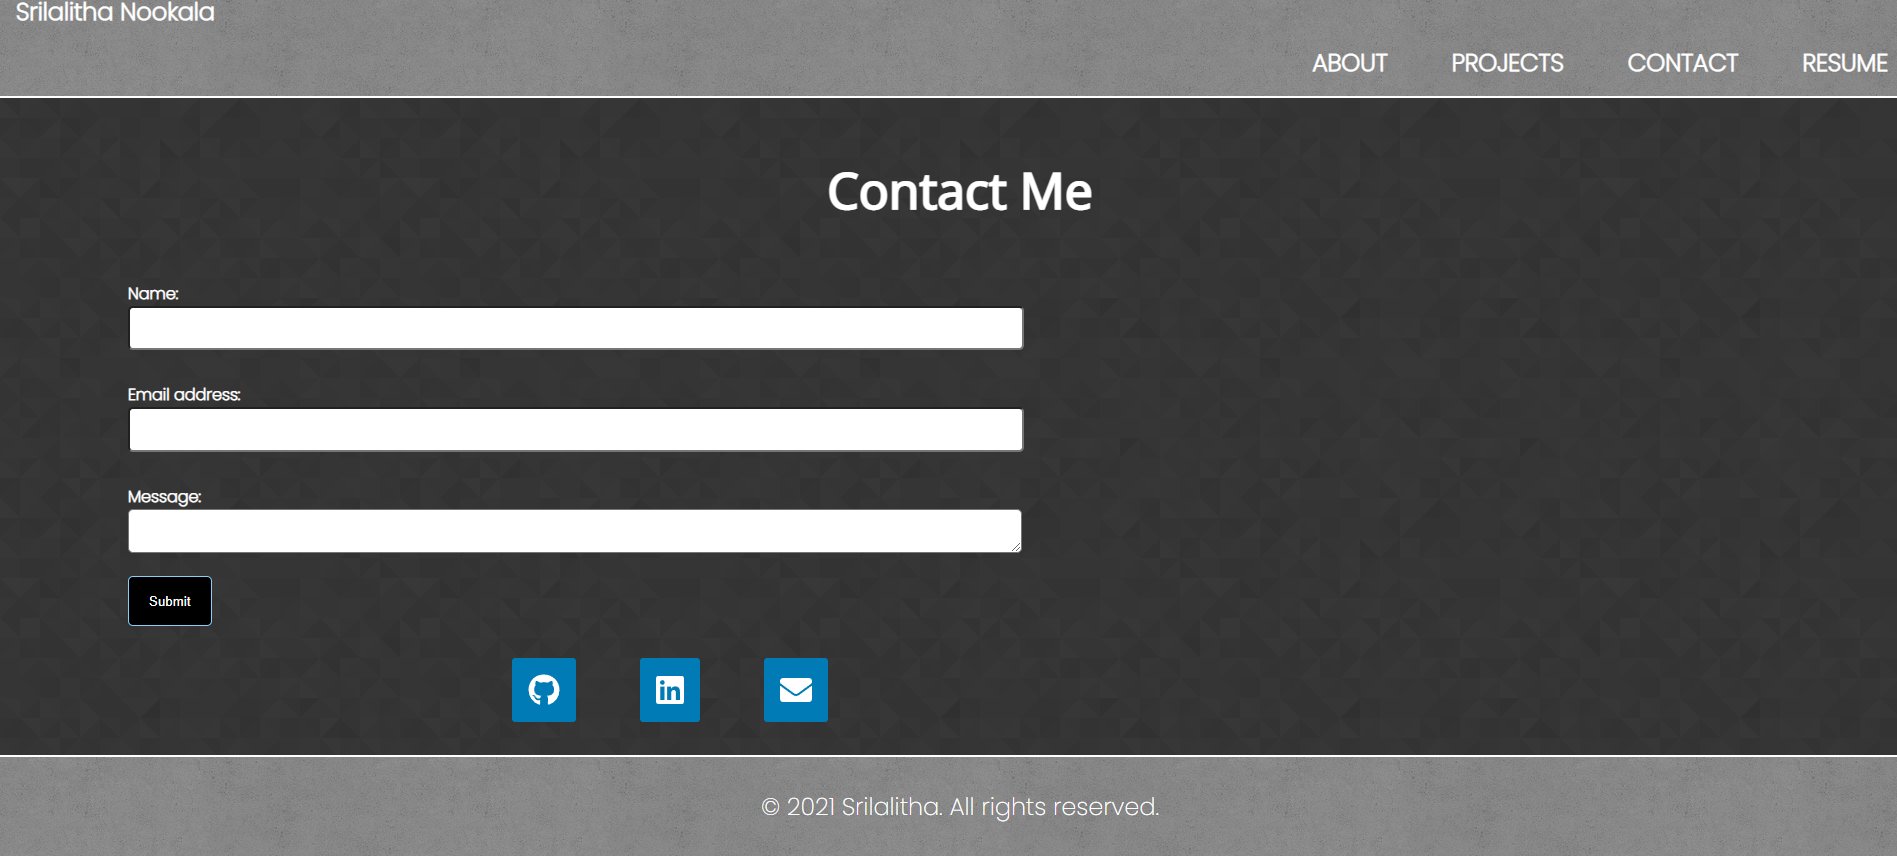 Srilalitha Nookala
ABOUT PROJECTS CONTACT RESUME
Contact Me
Name:
Email address:
Message:
Submit
© 2021 Srilalitha. All rights reserved.